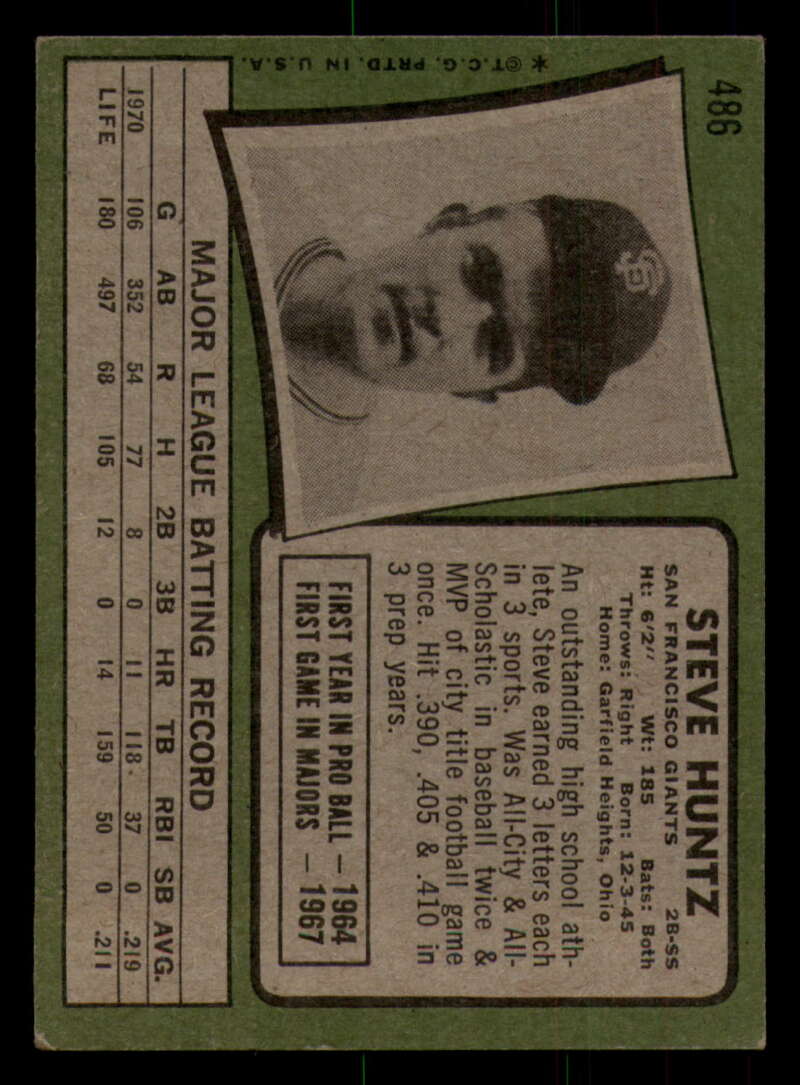 486
* ©T.C.G. PRTD. IN U.S.A.
SF
STEVE HUNTZ
SAN FRANCISCO GIANTS 2B-SS
Ht: 6'2" Wt: 185 Bats: Both
Throws: Right Born: 12-3-45
Home: Garfield Heights, Ohio
An outstanding high school ath-
lete, Steve earned 3 letters each
in 3 sports. Was All-City & All-
Scholastic in baseball twice &
MVP of city title football game
once. Hit .390, .405 & .410 in
3 prep years.
FIRST YEAR IN PRO BALL — 1964
FIRST GAME IN MAJORS — 1967
MAJOR LEAGUE BATTING RECORD
G AB R H 2B 3B HR TB RBI SB AVG.
1970 106 352 54 77 8 0 11 118 37 0 .219
LIFE 180 497 68 105 12 0 14 159 50 0 .211